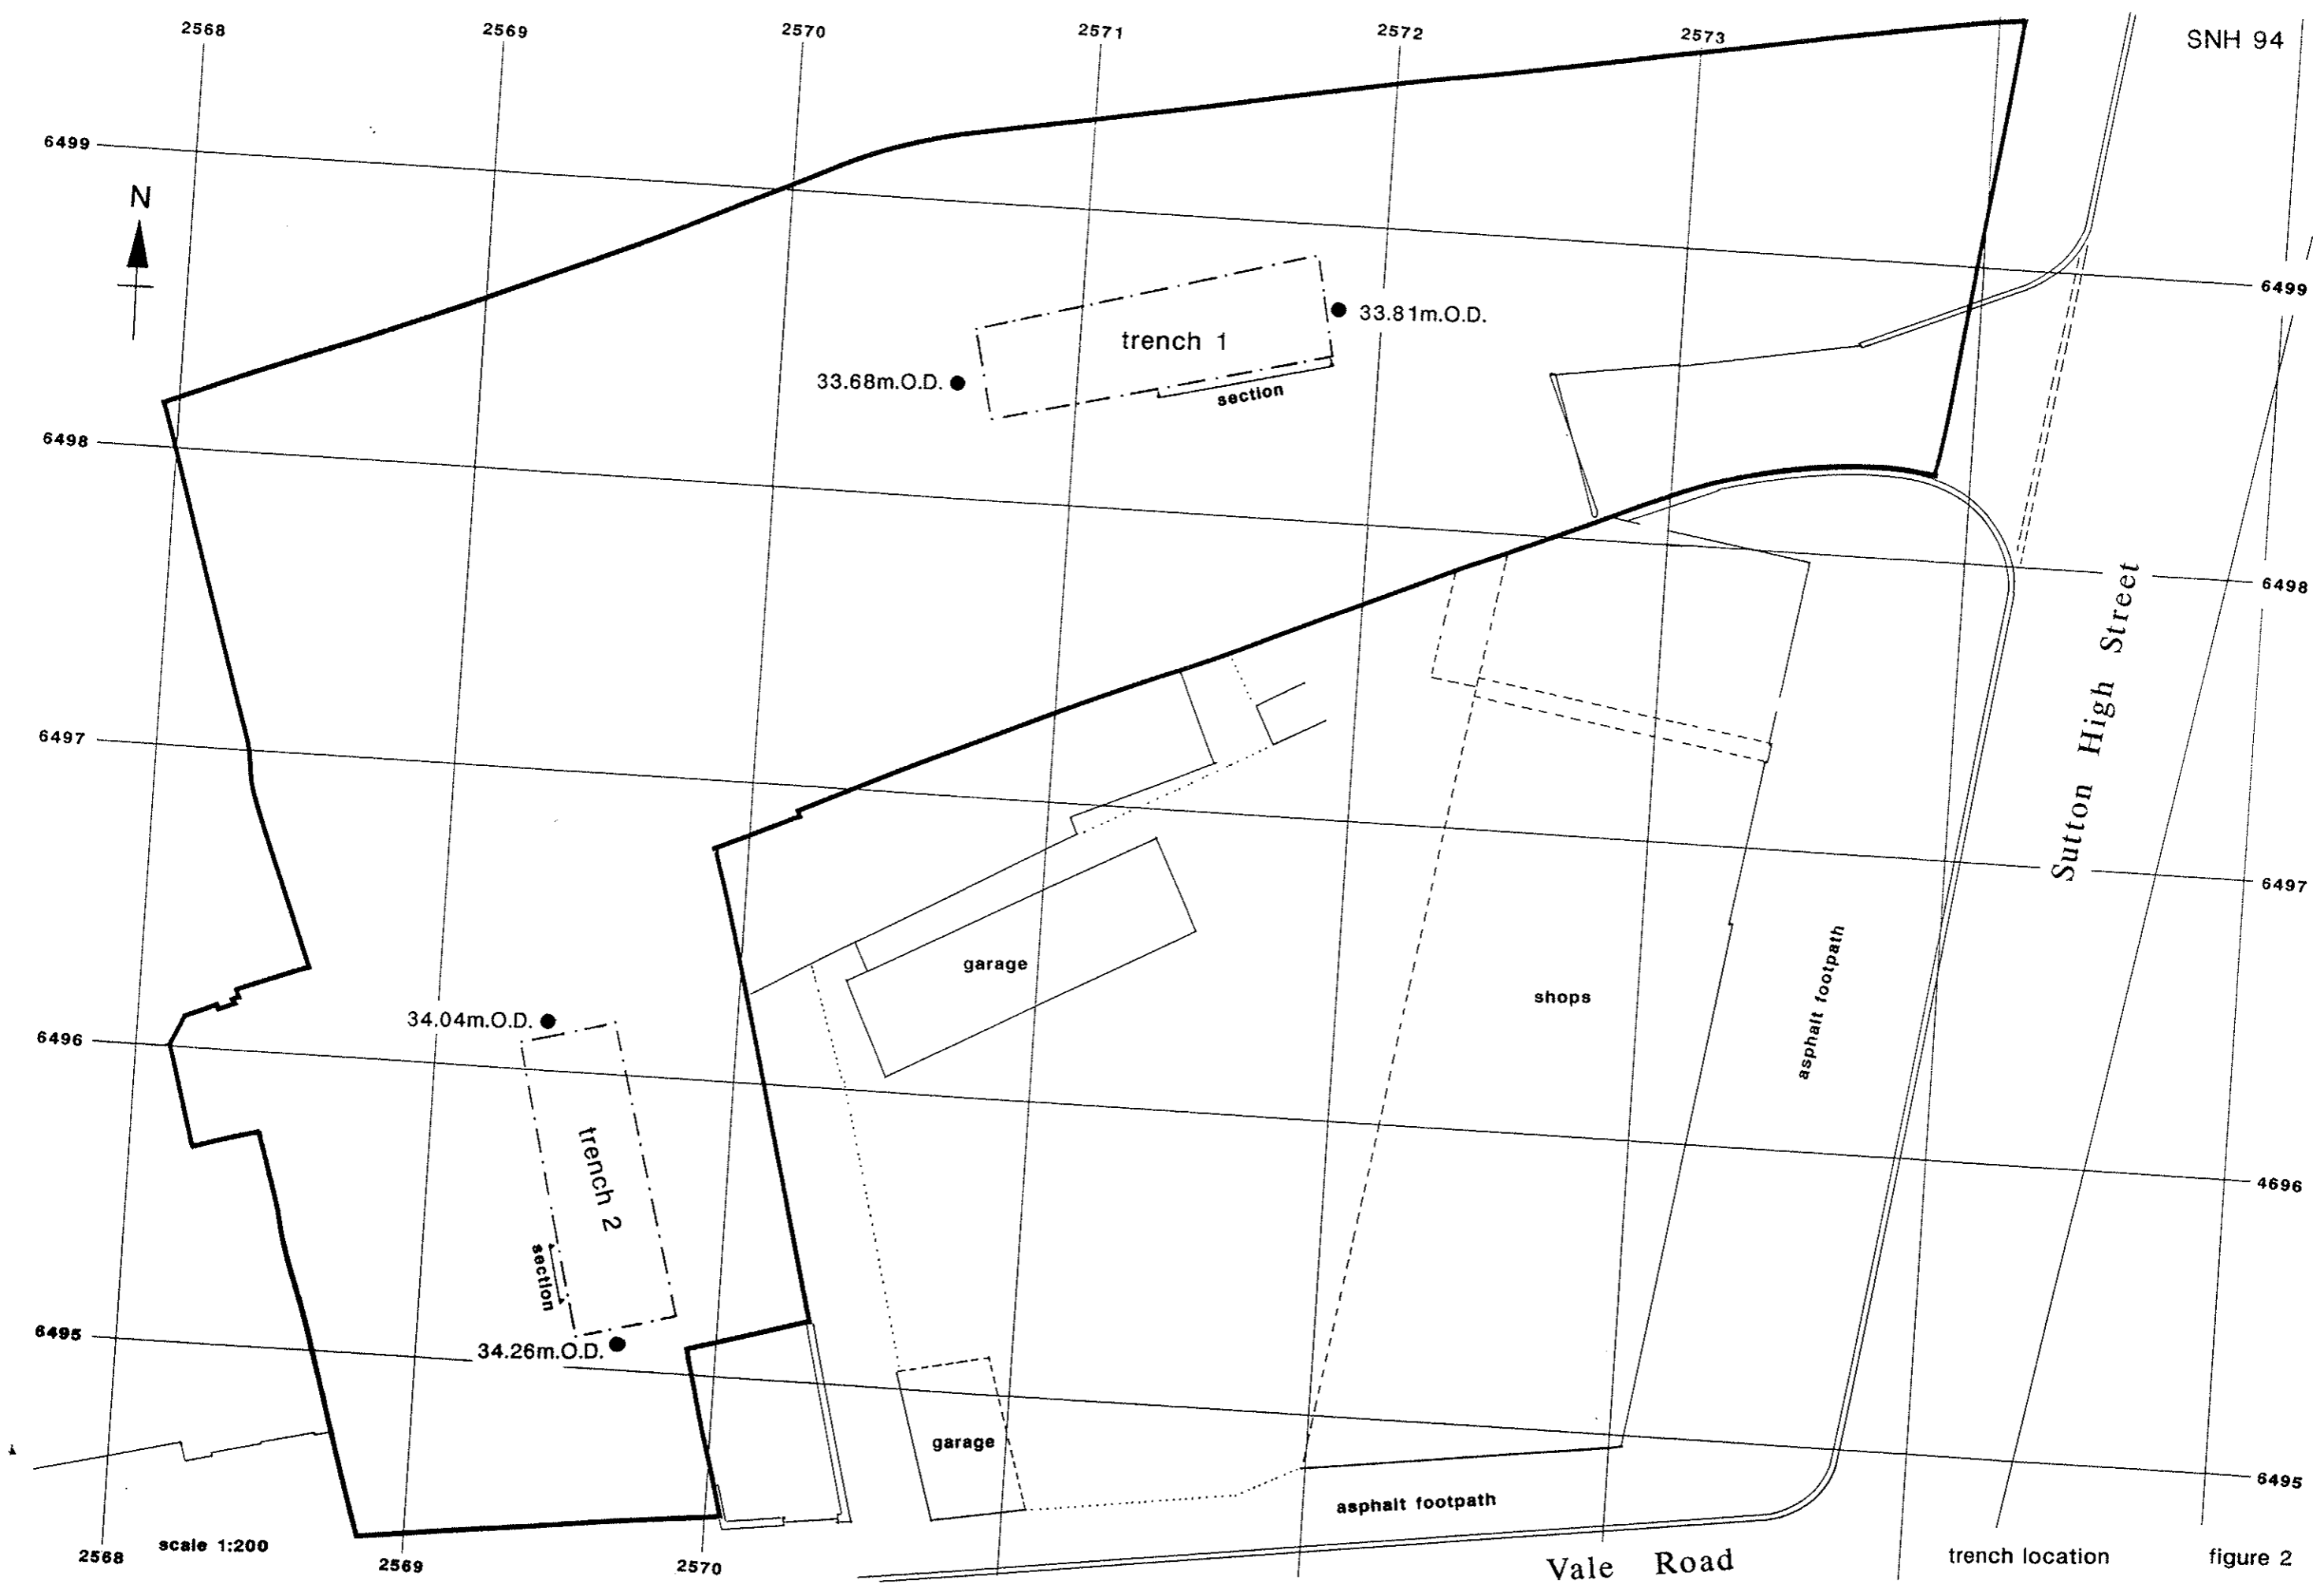 2568
2569
2570
2571
2572
2573
SNH 94
6499
N
6499
33.81m.O.D.
trench 1
33.68m.O.D.
section
6498
6498
Sutton High Street
6497
6497
garage
shops
asphalt footpath
34.04m.O.D.
6496
trench 2
4696
section
6495
34.26m.O.D.
garage
6495
asphalt footpath
scale 1:200
2568
2569
2570
Vale Road
trench location
figure 2